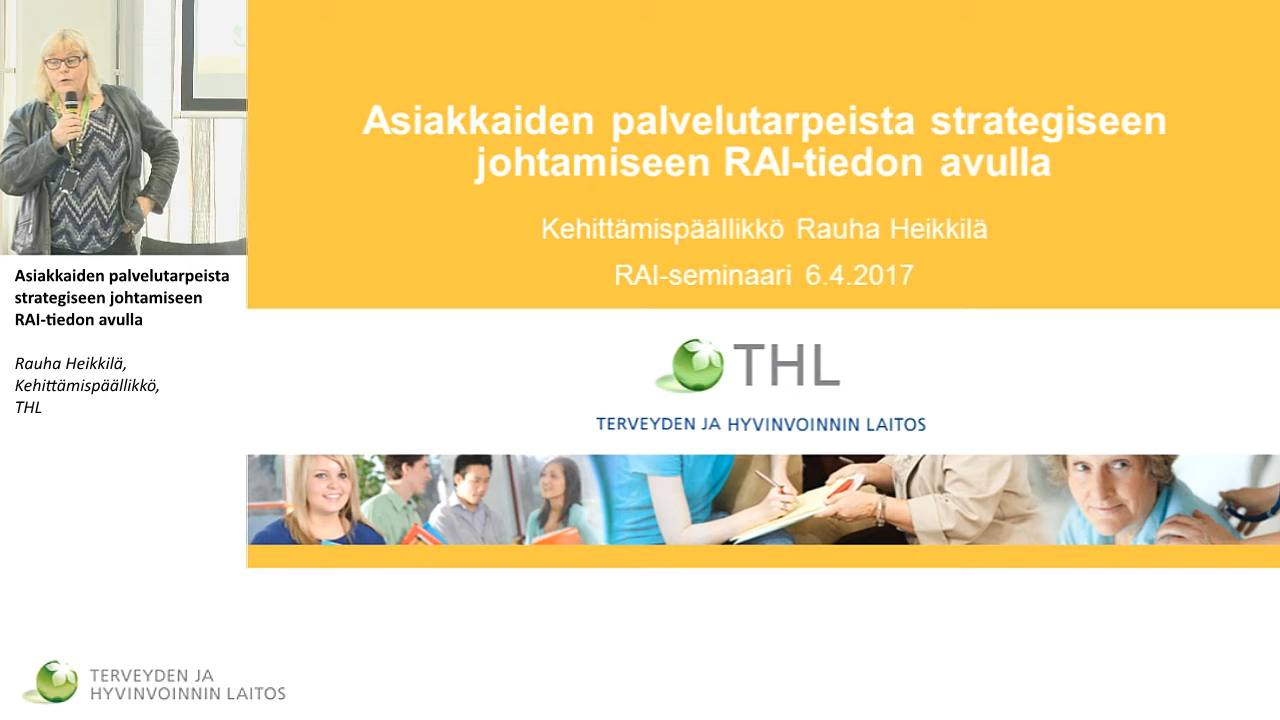 Asiakkaiden palvelutarpeista strategiseen
johtamiseen RAI-tiedon avulla
Kehittämispäällikkö Rauha Heikkilä
RAI-seminaari 6.4.2017
THL
TERVEYDEN JA HYVINVOINNIN LAITOS
Asiakkaiden palvelutarpeista
strategiseen johtamiseen
RAI-tiedon avulla
Rauha Heikkilä,
Kehittämispäällikkö,
THL
TERVEYDEN JA
HYVINVOINNIN LAITOS